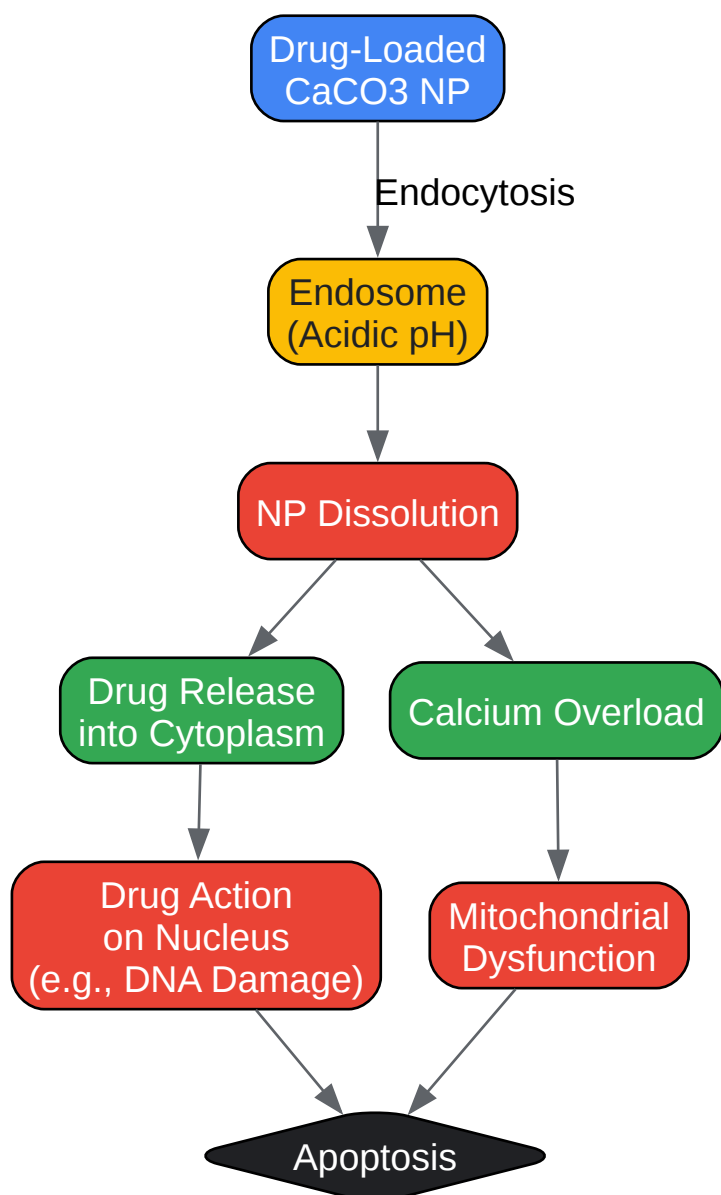 Drug-Loaded
CaCO3 NP
Endocytosis
Endosome
(Acidic pH)
NP Dissolution
Drug Release
into Cytoplasm
Calcium Overload
Drug Action
on Nucleus
(e.g., DNA Damage)
Mitochondrial
Dysfunction
Apoptosis